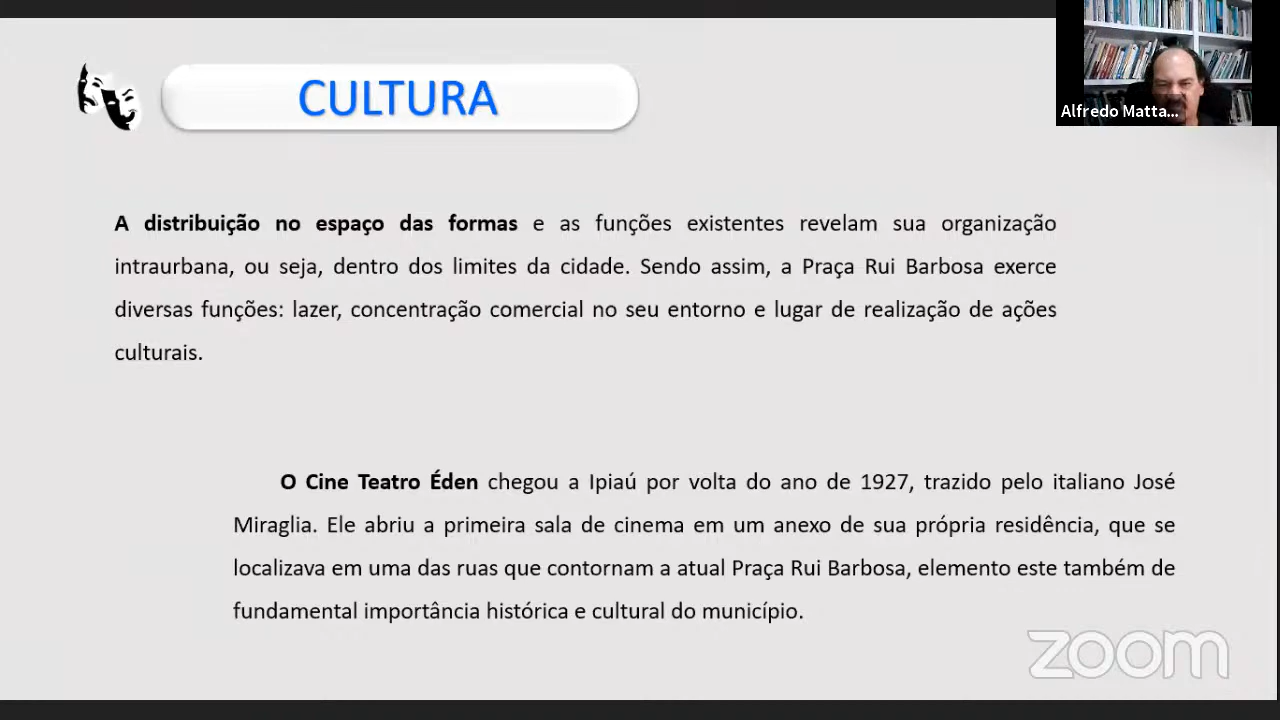 CULTURA
Alfredo Matta...
A distribuição no espaço das formas e as funções existentes revelam sua organização
intraurbana, ou seja, dentro dos limites da cidade. Sendo assim, a Praça Rui Barbosa exerce
diversas funções: lazer, concentração comercial no seu entorno e lugar de realização de ações
culturais.
O Cine Teatro Éden chegou a Ipiaú por volta do ano de 1927, trazido pelo italiano José
Miraglia. Ele abriu a primeira sala de cinema em um anexo de sua própria residência, que se
localizava em uma das ruas que contornam a atual Praça Rui Barbosa, elemento este também de
fundamental importância histórica e cultural do município.
zoom